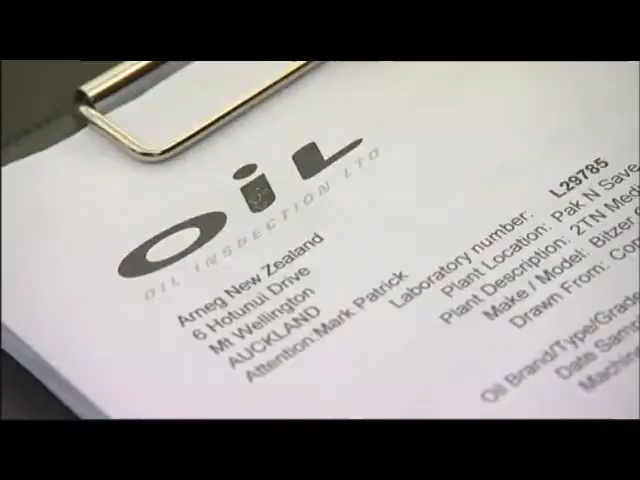 OiL
OIL INSPECTION LTD
Arneg New Zealand
6 Hotunui Drive
Mt Wellington
AUCKLAND
Attention.Mark Patrick
Laboratory number: L29785
Plant Location: Pak N Save
Plant Description: 2TN
Make / Model: Bitzer
Drawn From:
Oil Brand/Type/Grade
Date